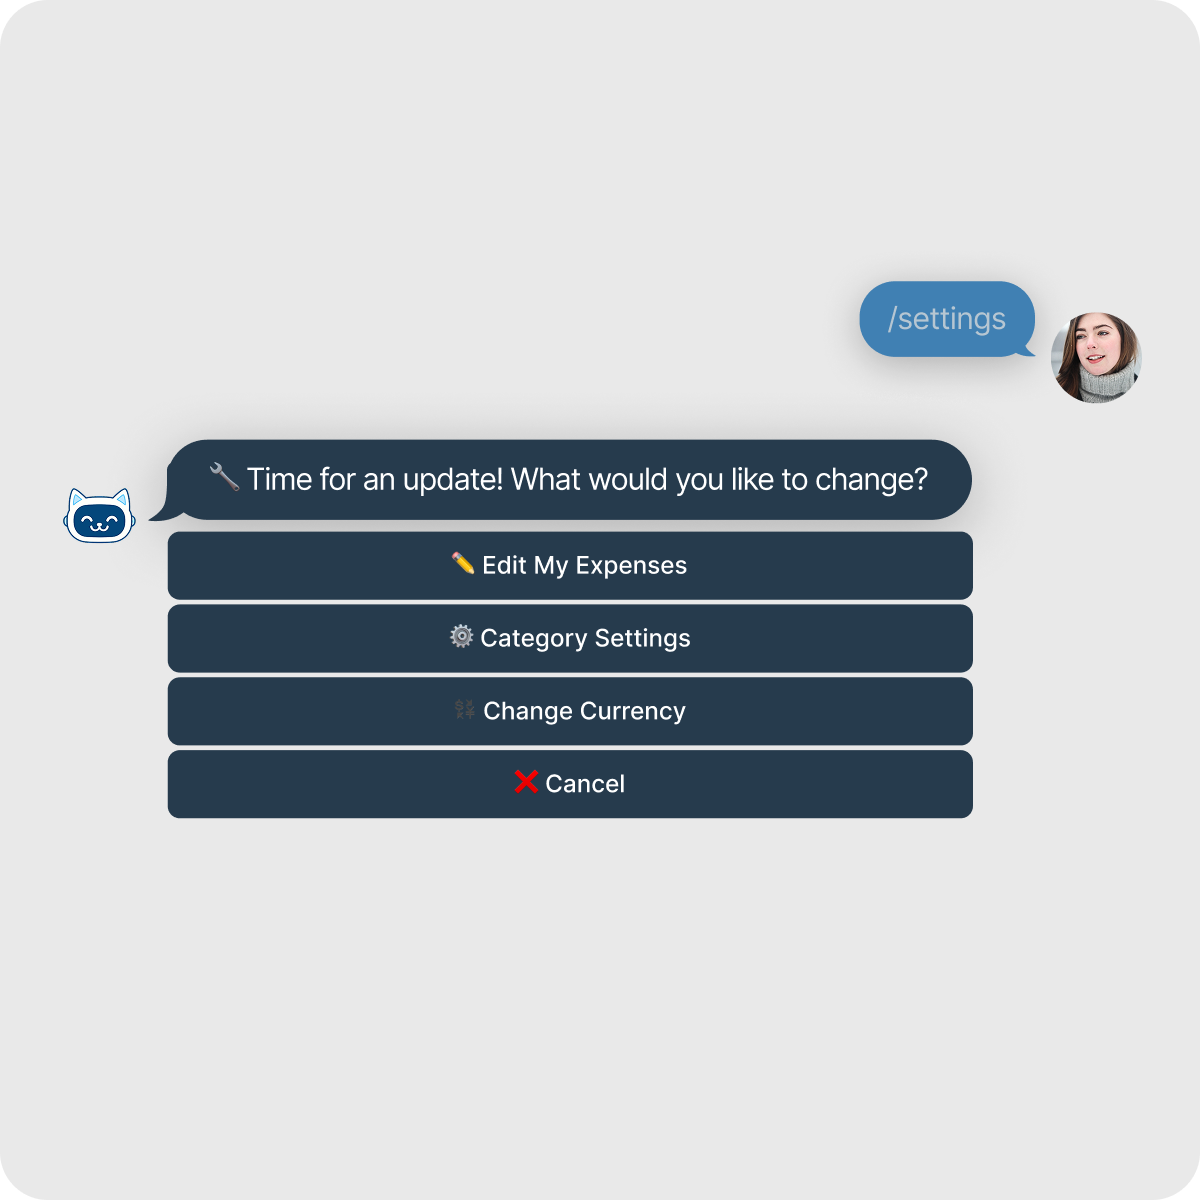 /settings
🔧 Time for an update! What would you like to change?
✏️ Edit My Expenses
⚙️ Category Settings
💱 Change Currency
❌ Cancel